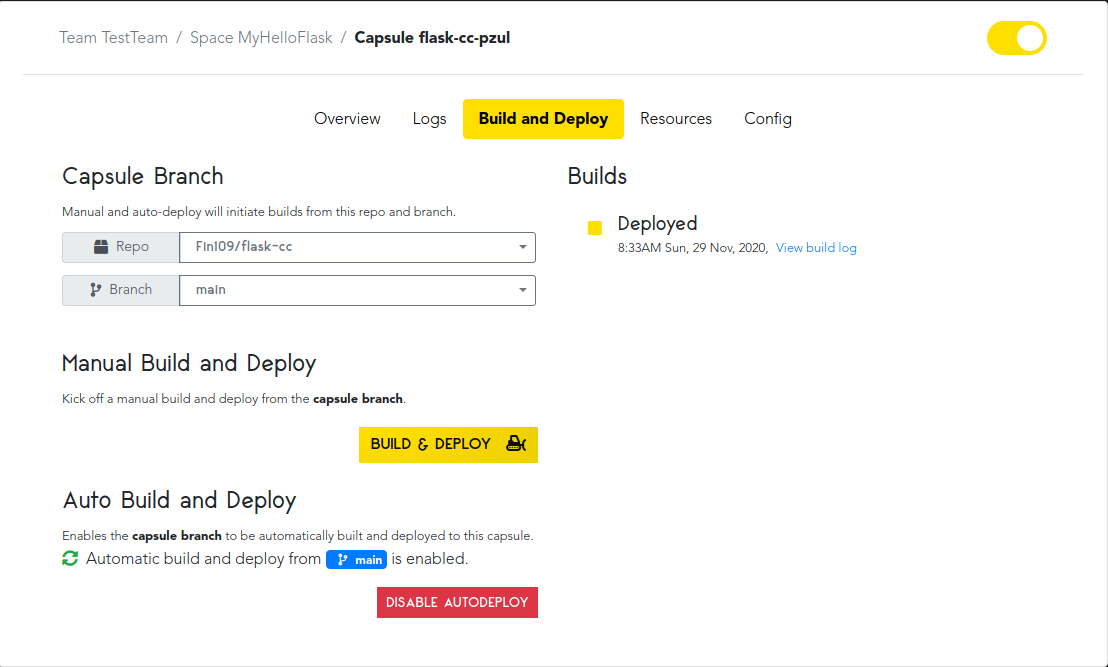 Team TestTeam / Space MyHelloFlask / Capsule flask-cc-pzul
Overview Logs Build and Deploy Resources Config
Capsule Branch
Manual and auto-deploy will initiate builds from this repo and branch.
Repo Fin109/flask-cc
Branch main
Manual Build and Deploy
Kick off a manual build and deploy from the capsule branch.
BUILD & DEPLOY
Auto Build and Deploy
Enables the capsule branch to be automatically built and deployed to this capsule.
Automatic build and deploy from main is enabled.
DISABLE AUTODEPLOY
Builds
Deployed
8:33AM Sun, 29 Nov, 2020, View build log